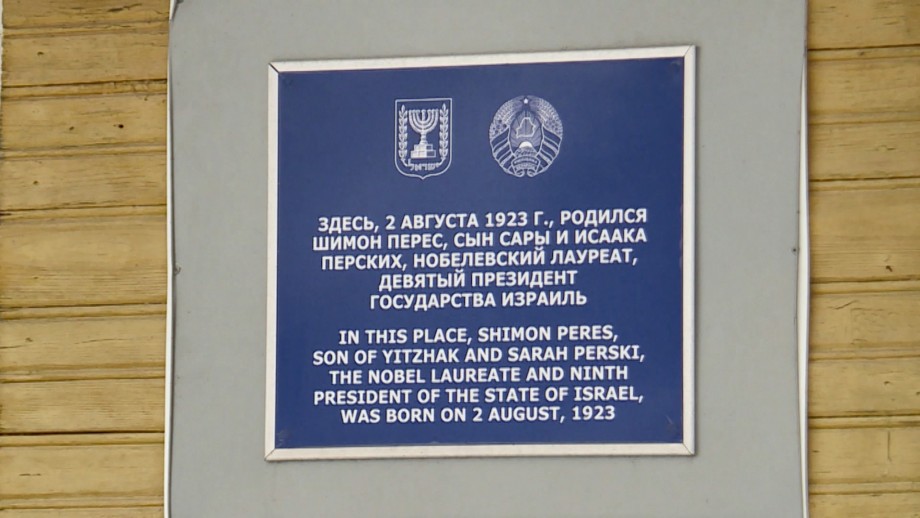 ЗДЕСЬ, 2 АВГУСТА 1923 Г., РОДИЛСЯ
ШИМОН ПЕРЕС, СЫН САРЫ И ИСААКА
ПЕРСКИХ, НОБЕЛЕВСКИЙ ЛАУРЕАТ,
ДЕВЯТЫЙ ПРЕЗИДЕНТ
ГОСУДАРСТВА ИЗРАИЛЬ
IN THIS PLACE, SHIMON PERES,
SON OF YITZHAK AND SARAH PERSKI,
THE NOBEL LAUREATE AND NINTH
PRESIDENT OF THE STATE OF ISRAEL,
WAS BORN ON 2 AUGUST, 1923